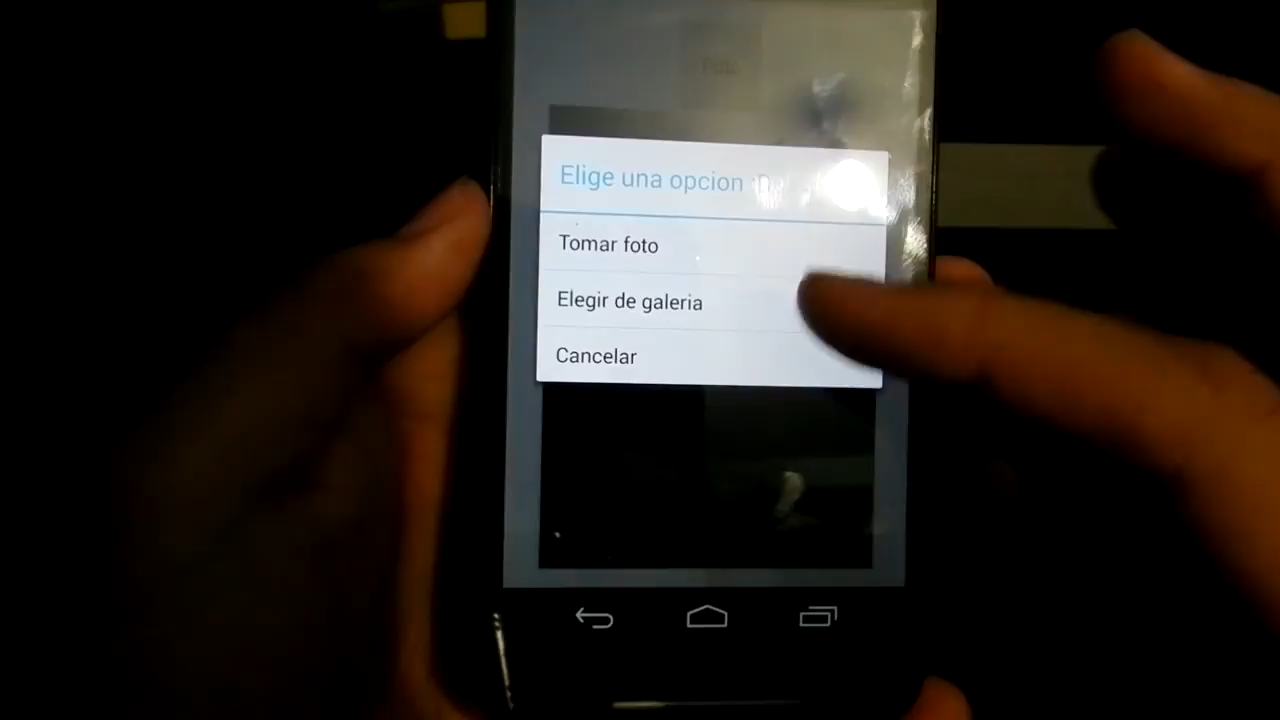 Elige una opcion :D
Tomar foto
Elegir de galeria
Cancelar